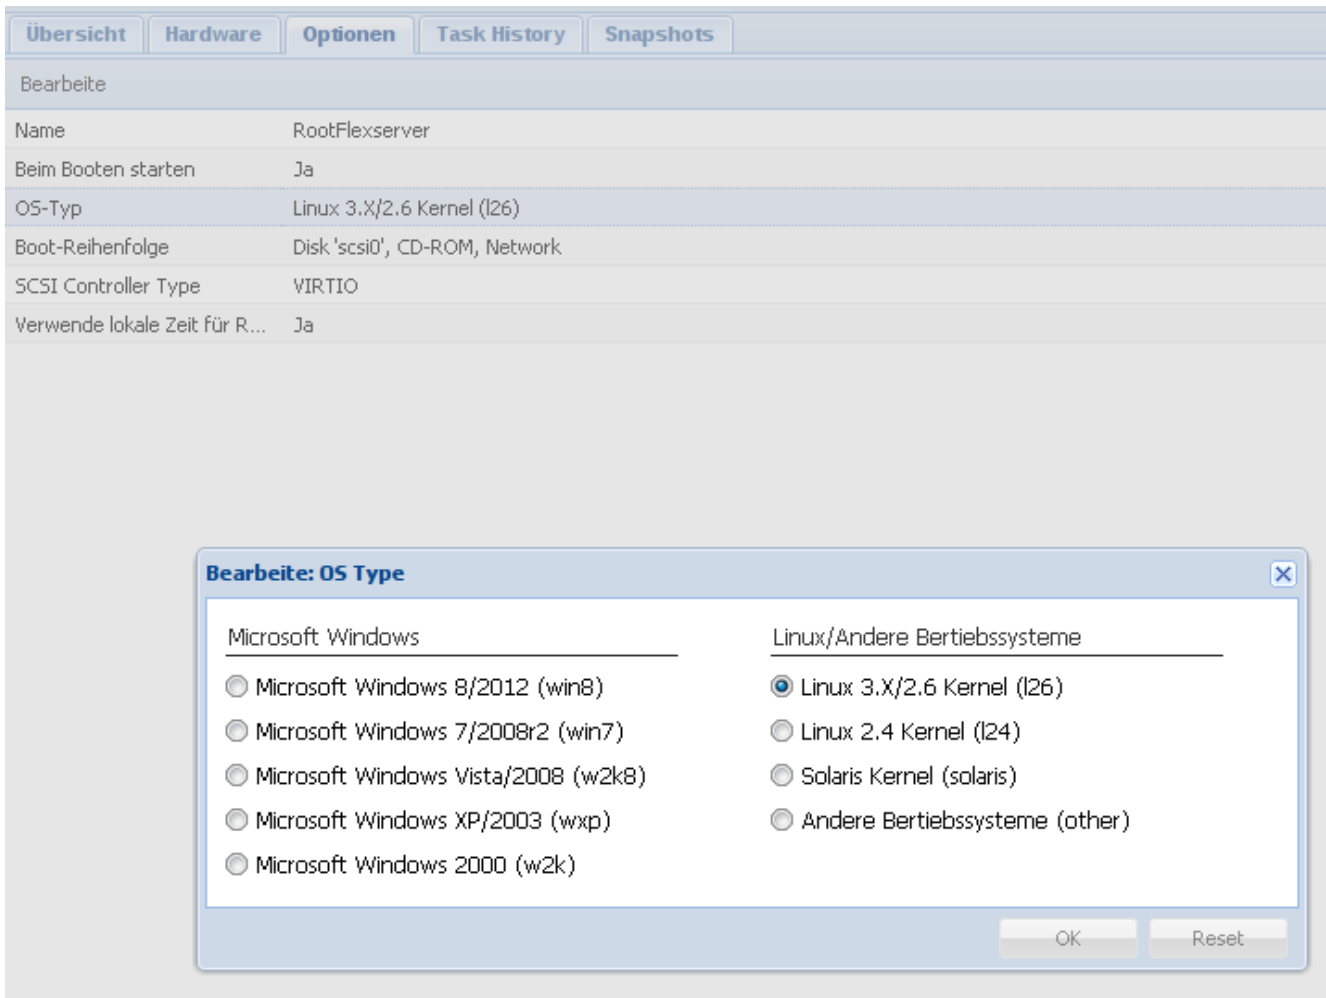 Übersicht Hardware Optionen Task History Snapshots
Bearbeite
Name RootFlexserver
Beim Booten starten Ja
OS-Typ Linux 3.X/2.6 Kernel (l26)
Boot-Reihenfolge Disk 'scsi0', CD-ROM, Network
SCSI Controller Type VIRTIO
Verwende lokale Zeit für R... Ja
Bearbeite: OS Type
Microsoft Windows Linux/Andere Bertiebssysteme
Microsoft Windows 8/2012 (win8) Linux 3.X/2.6 Kernel (l26)
Microsoft Windows 7/2008r2 (win7) Linux 2.4 Kernel (l24)
Microsoft Windows Vista/2008 (w2k8) Solaris Kernel (solaris)
Microsoft Windows XP/2003 (wxp) Andere Bertiebssysteme (other)
Microsoft Windows 2000 (w2k)
OK Reset